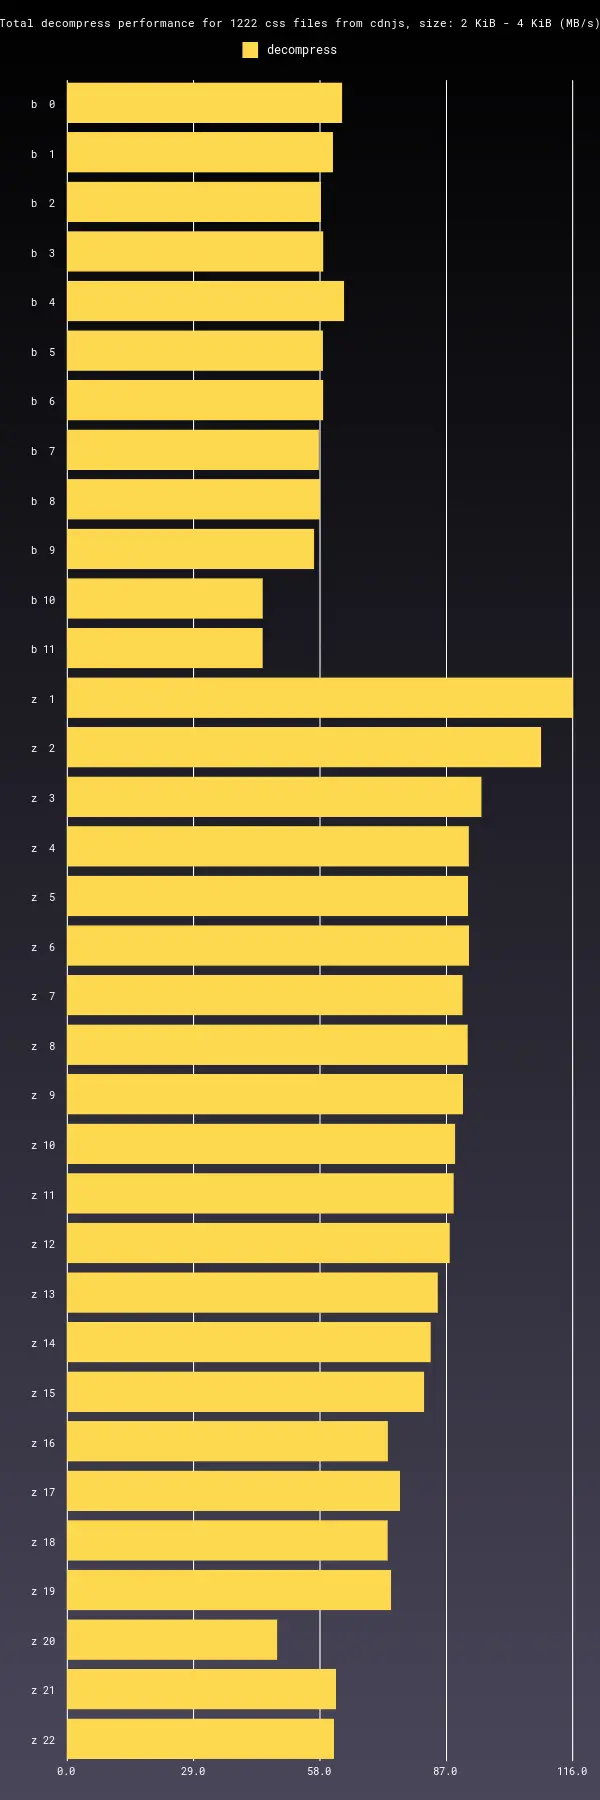 Total decompress performance for 1222 css files from cdnjs, size: 2 KiB - 4 KiB (MB/s)
decompress
b 0
b 1
b 2
b 3
b 4
b 5
b 6
b 7
b 8
b 9
b 10
b 11
z 1
z 2
z 3
z 4
z 5
z 6
z 7
z 8
z 9
z 10
z 11
z 12
z 13
z 14
z 15
z 16
z 17
z 18
z 19
z 20
z 21
z 22
0.0 29.0 58.0 87.0 116.0